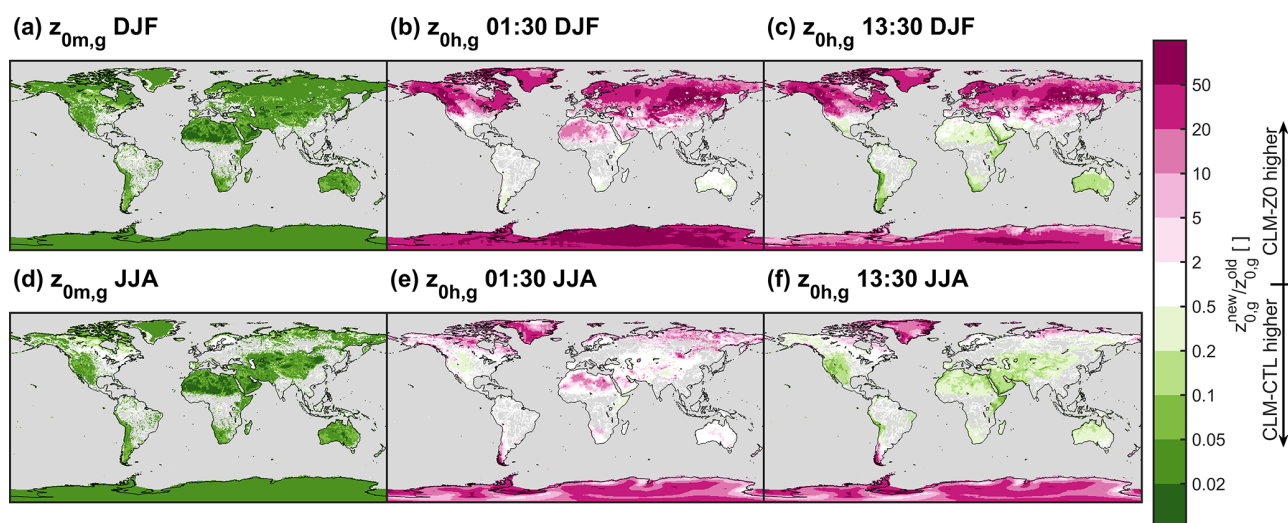 (a) z0m,g DJF
(b) z0h,g 01:30 DJF
(c) z0h,g 13:30 DJF
(d) z0m,g JJA
(e) z0h,g 01:30 JJA
(f) z0h,g 13:30 JJA
50
20
10
5
2
0.5
0.2
0.1
0.05
0.02
z0,g^new/z0,g^old [ ]
CLM-Z0 higher
CLM-CTL higher